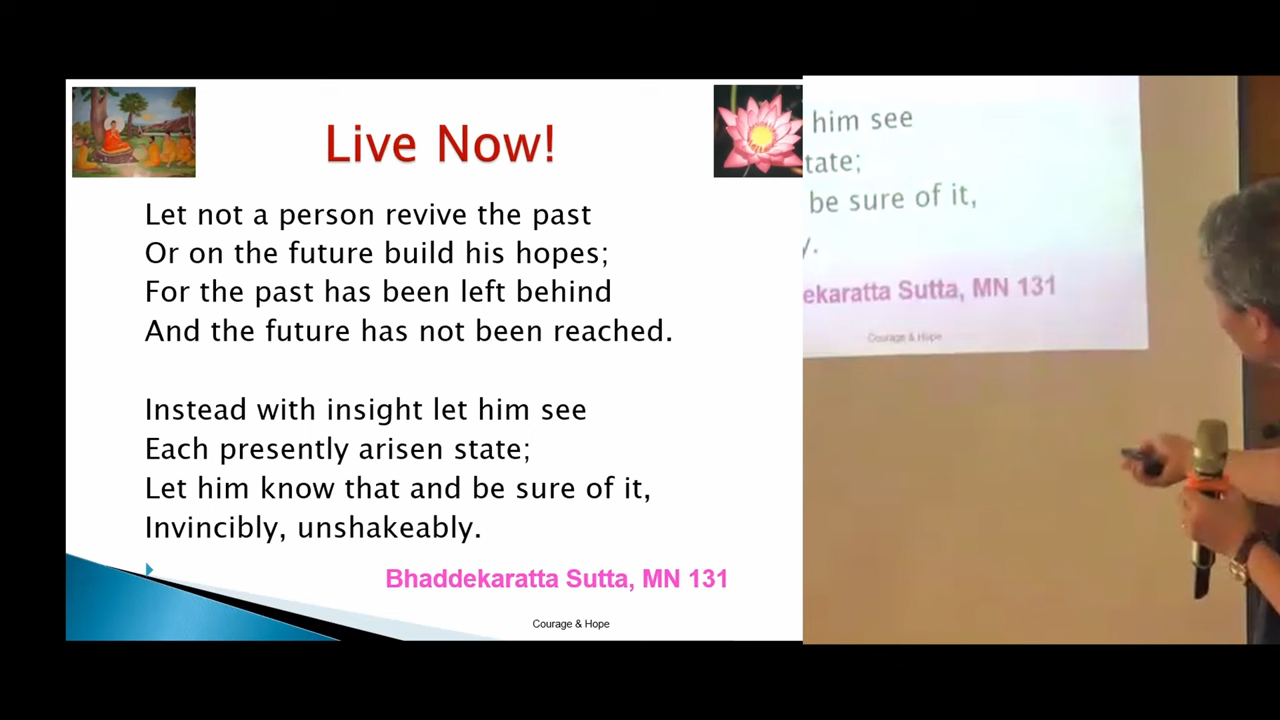 Live Now!
Let not a person revive the past
Or on the future build his hopes;
For the past has been left behind
And the future has not been reached.
Instead with insight let him see
Each presently arisen state;
Let him know that and be sure of it,
Invincibly, unshakeably.
Bhaddekaratta Sutta, MN 131
Courage & Hope
him see
tate;
be sure of it,
y.
ekaratta Sutta, MN 131
Courage & Hope